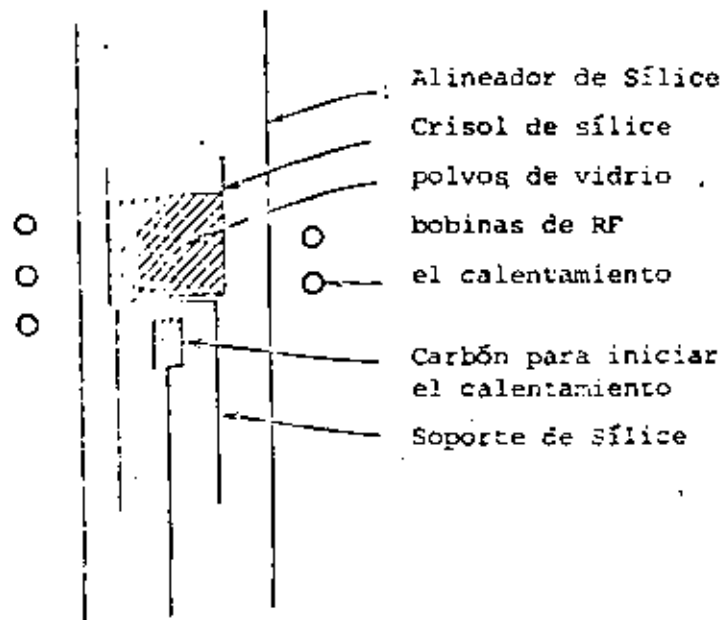 Alineador de Sílice
Crisol de sílice
polvos de vidrio
bobinas de RF
el calentamiento
Carbón para iniciar
el calentamiento
Soporte de Sílice